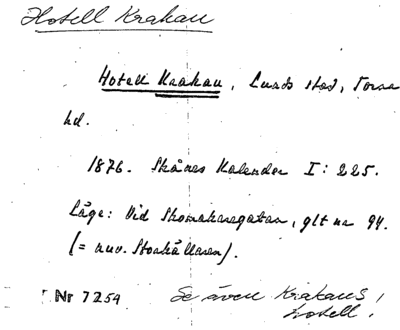 Hotell Krakau
Hotell Krakau, Lunds stad, Torna
hd.
1876. Skånes Kalender I: 225.
Läge: Vid Skomakaregatan, glt nr 94.
(= nuv. Storkällaren).
Nr 7254 Se även Krakaus
hotell!